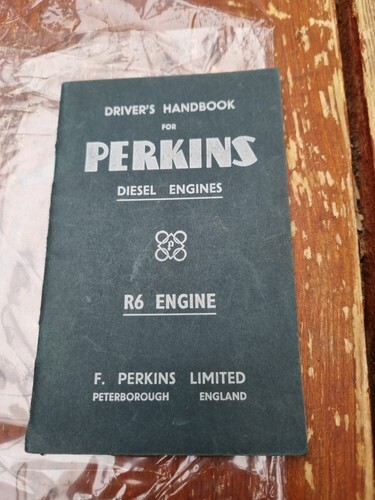 DRIVER'S HANDBOOK
FOR
PERKINS
DIESEL ENGINES
P
R6 ENGINE
F. PERKINS LIMITED
PETERBOROUGH ENGLAND